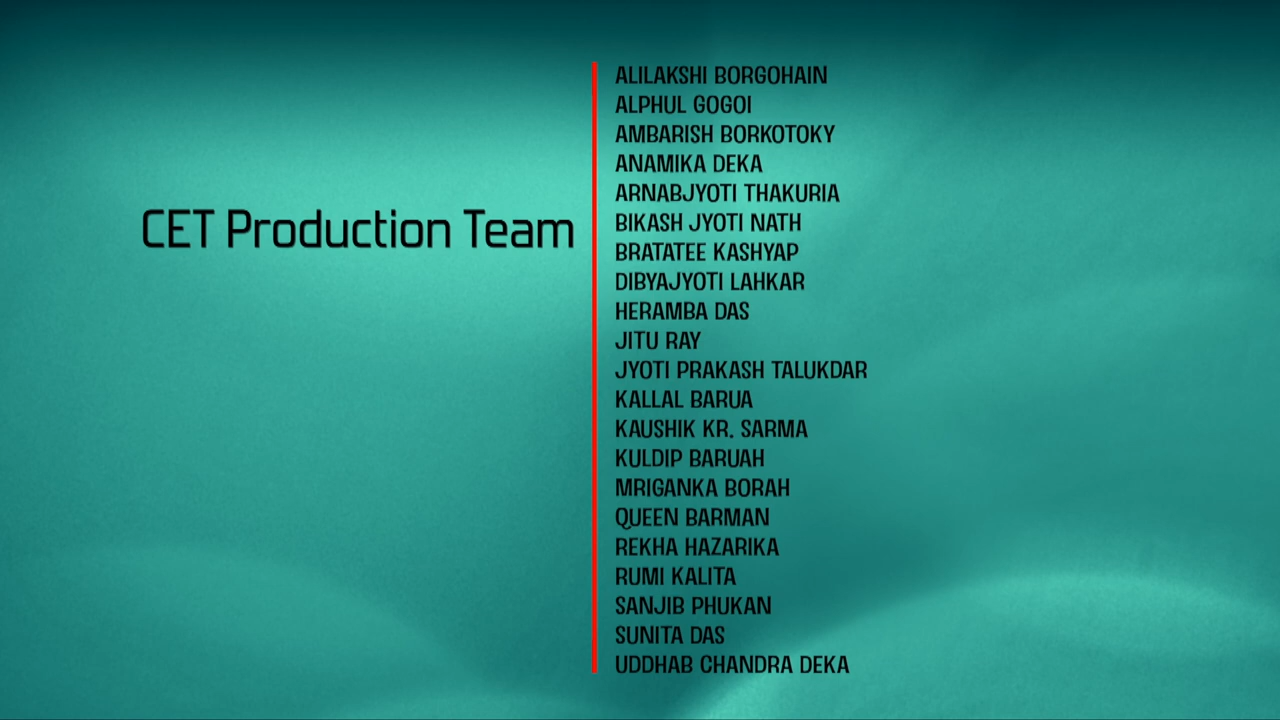 CET Production Team
ALILAKSHI BORGOHAIN
ALPHUL GOGOI
AMBARISH BORKOTOKY
ANAMIKA DEKA
ARNABJYOTI THAKURIA
BIKASH JYOTI NATH
BRATATEE KASHYAP
DIBYAJYOTI LAHKAR
HERAMBA DAS
JITU RAY
JYOTI PRAKASH TALUKDAR
KALLAL BARUA
KAUSHIK KR. SARMA
KULDIP BARUAH
MRIGANKA BORAH
QUEEN BARMAN
REKHA HAZARIKA
RUMI KALITA
SANJIB PHUKAN
SUNITA DAS
UDDHAB CHANDRA DEKA